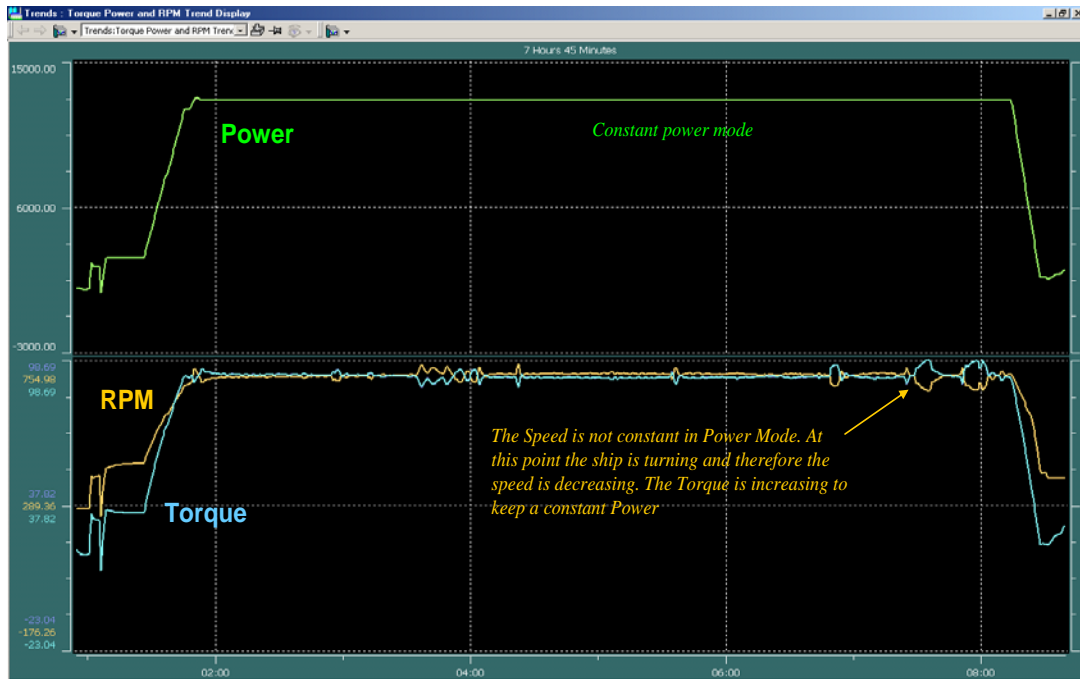 Trends : Torque Power and RPM Trend Display
Trends:Torque Power and RPM Tren
7 Hours 45 Minutes
15000.00
Power
Constant power mode
6000.00
-3000.00
98.69
754.98
98.69
RPM
The Speed is not constant in Power Mode. At
this point the ship is turning and therefore the
speed is decreasing. The Torque is increasing to
keep a constant Power
37.82
289.36
37.82
Torque
-23.04
-176.26
-23.04
02:00
04:00
06:00
08:00